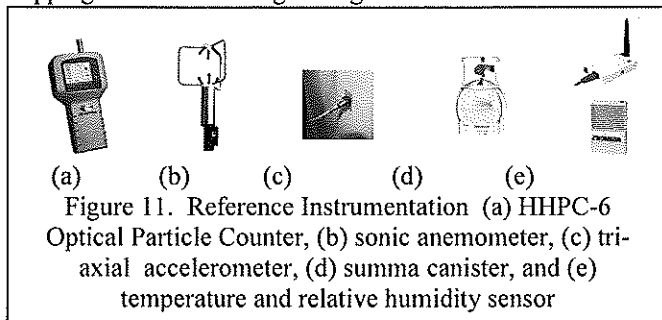 (a) (b) (c) (d) (e)
Figure 11. Reference Instrumentation (a) HHPC-6
Optical Particle Counter, (b) sonic anemometer, (c) tri-
axial accelerometer, (d) summa canister, and (e)
temperature and relative humidity sensor